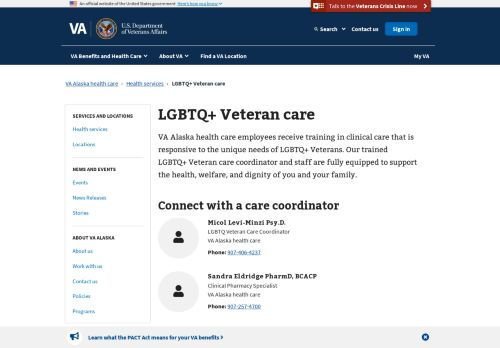 An official website of the United States government Here's how you know
Talk to the Veterans Crisis Line now
VA
U.S. Department
of Veterans Affairs
Search
Contact us
Sign in
VA Benefits and Health Care
About VA
Find a VA Location
My VA
VA Alaska health care › Health services › LGBTQ+ Veteran care
SERVICES AND LOCATIONS
Health services
Locations
NEWS AND EVENTS
Events
News Releases
Stories
ABOUT VA ALASKA
About us
Work with us
Contact us
Policies
Programs
LGBTQ+ Veteran care
VA Alaska health care employees receive training in clinical care that is
responsive to the unique needs of LGBTQ+ Veterans. Our trained
LGBTQ+ Veteran care coordinator and staff are fully equipped to support
the health, welfare, and dignity of you and your family.
Connect with a care coordinator
Micol Levi-Minzi Psy.D.
LGBTQ Veteran Care Coordinator
VA Alaska health care
Phone: 907-406-4237
Sandra Eldridge PharmD, BCACP
Clinical Pharmacy Specialist
VA Alaska health care
Phone: 907-257-4700
Learn what the PACT Act means for your VA benefits >